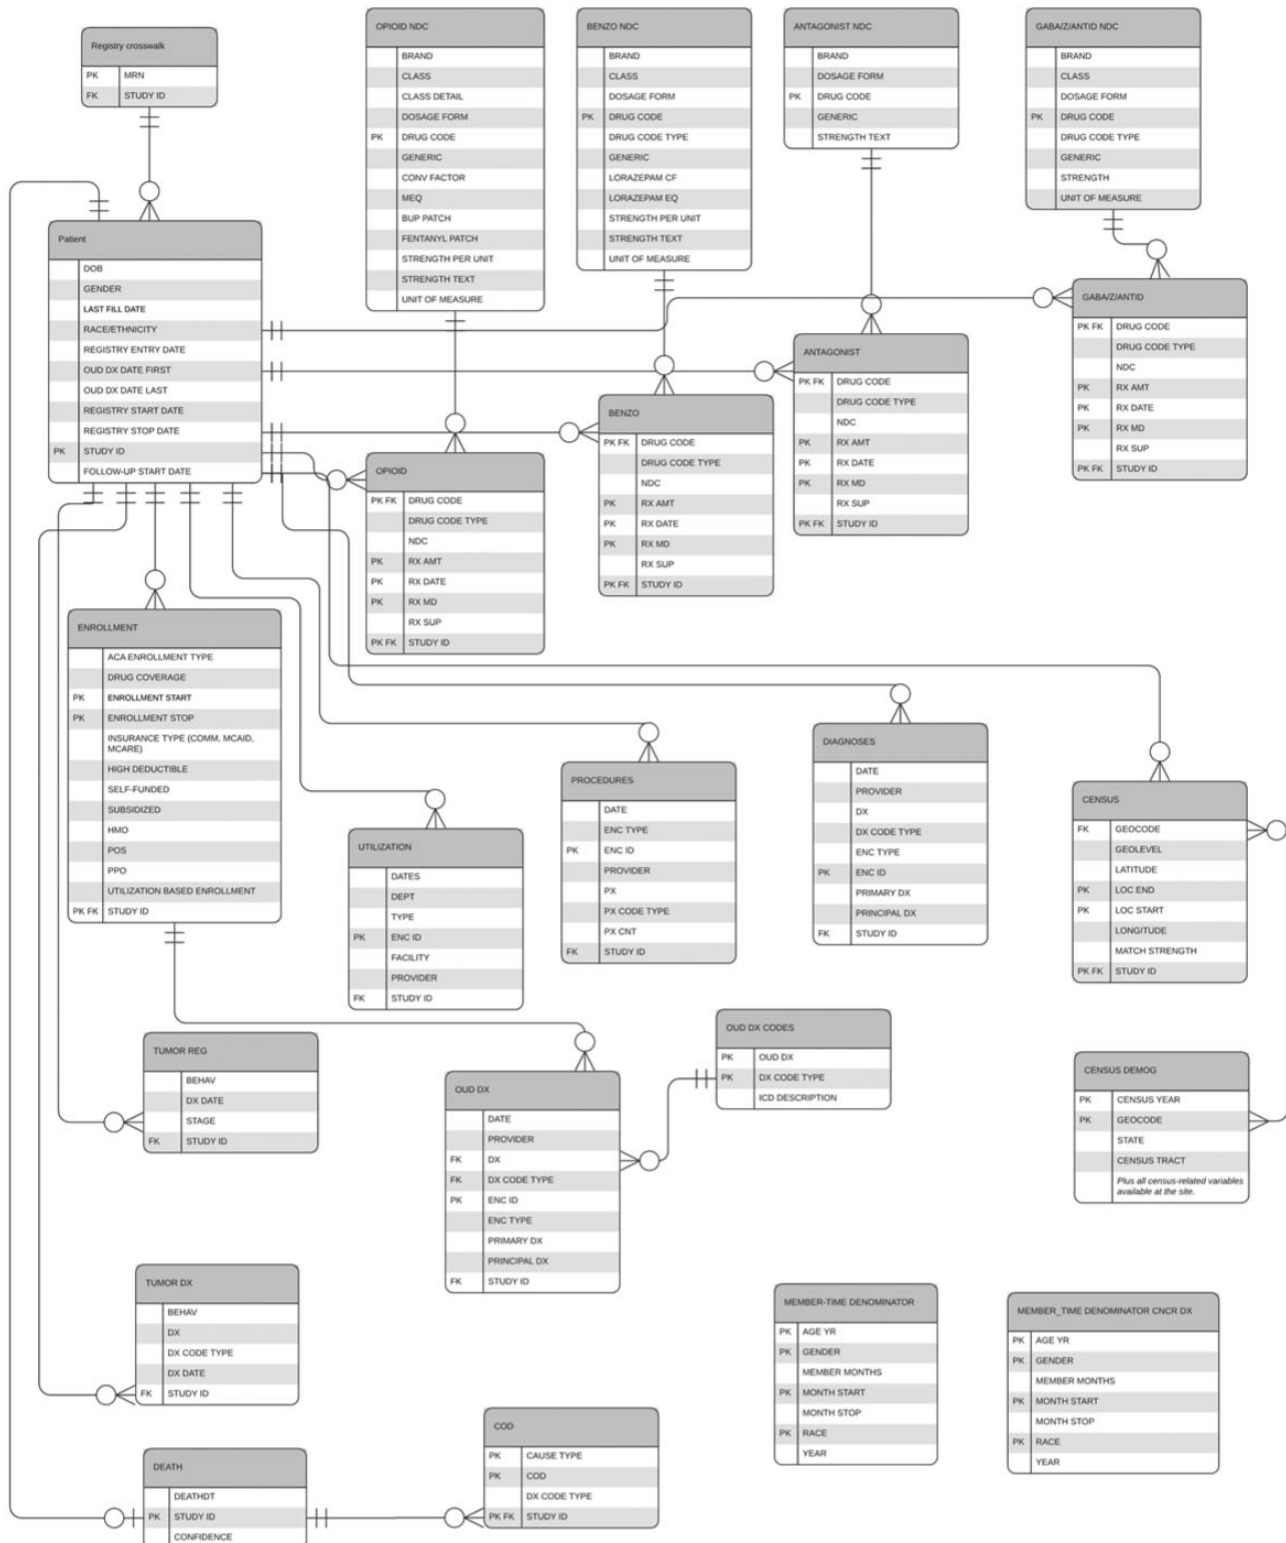 Registry crosswalk
PK MRN
FK STUDY ID
OPIOID NDC
BRAND
CLASS
CLASS DETAIL
DOSAGE FORM
PK DRUG CODE
GENERIC
CONV FACTOR
MEQ
BUP PATCH
FENTANYL PATCH
STRENGTH PER UNIT
STRENGTH TEXT
UNIT OF MEASURE
BENZO NDC
BRAND
CLASS
DOSAGE FORM
PK DRUG CODE
DRUG CODE TYPE
GENERIC
LORAZEPAM CF
LORAZEPAM EQ
STRENGTH PER UNIT
STRENGTH TEXT
UNIT OF MEASURE
ANTAGONIST NDC
BRAND
DOSAGE FORM
PK DRUG CODE
GENERIC
STRENGTH TEXT
GABA/Z/ANTID NDC
BRAND
CLASS
DOSAGE FORM
PK DRUG CODE
DRUG CODE TYPE
GENERIC
STRENGTH
UNIT OF MEASURE
Patient
DOB
GENDER
LAST FILL DATE
RACE/ETHNICITY
REGISTRY ENTRY DATE
OUD DX DATE FIRST
OUD DX DATE LAST
REGISTRY START DATE
REGISTRY STOP DATE
PK STUDY ID
FOLLOW-UP START DATE
OPIOID
PK FK DRUG CODE
DRUG CODE TYPE
NDC
PK RX AMT
PK RX DATE
PK RX MD
RX SUP
PK FK STUDY ID
BENZO
PK FK DRUG CODE
DRUG CODE TYPE
NDC
PK RX AMT
PK RX DATE
PK RX MD
RX SUP
PK FK STUDY ID
ANTAGONIST
PK FK DRUG CODE
DRUG CODE TYPE
NDC
PK RX AMT
PK RX DATE
PK RX MD
RX SUP
PK FK STUDY ID
GABA/Z/ANTID
PK FK DRUG CODE
DRUG CODE TYPE
NDC
PK RX AMT
PK RX DATE
PK RX MD
RX SUP
PK FK STUDY ID
ENROLLMENT
ACA ENROLLMENT TYPE
DRUG COVERAGE
PK ENROLLMENT START
PK ENROLLMENT STOP
INSURANCE TYPE (COMM, MCAID,
MCARE)
HIGH DEDUCTIBLE
SELF-FUNDED
SUBSIDIZED
HMO
POS
PPO
UTILIZATION BASED ENROLLMENT
PK FK STUDY ID
UTILIZATION
DATES
DEPT
TYPE
PK ENC ID
FACILITY
PROVIDER
FK STUDY ID
PROCEDURES
DATE
ENC TYPE
PK ENC ID
PROVIDER
PX
PX CODE TYPE
PX CNT
FK STUDY ID
DIAGNOSES
DATE
PROVIDER
DX
DX CODE TYPE
ENC TYPE
PK ENC ID
PRIMARY DX
PRINCIPAL DX
FK STUDY ID
CENSUS
FK GEOCODE
GEOLEVEL
LATITUDE
PK LOC END
PK LOC START
LONGITUDE
MATCH STRENGTH
PK FK STUDY ID
TUMOR REG
BEHAV
DX DATE
STAGE
FK STUDY ID
OUD DX
DATE
PROVIDER
FK DX
FK DX CODE TYPE
PK ENC ID
ENC TYPE
PRIMARY DX
PRINCIPAL DX
FK STUDY ID
OUD DX CODES
PK OUD DX
PK DX CODE TYPE
ICD DESCRIPTION
CENSUS DEMOG
PK CENSUS YEAR
PK GEOCODE
STATE
CENSUS TRACT
Plus all census-related variables
available at the site.
TUMOR DX
BEHAV
DX
DX CODE TYPE
DX DATE
FK STUDY ID
MEMBER-TIME DENOMINATOR
PK AGE YR
PK GENDER
MEMBER MONTHS
PK MONTH START
MONTH STOP
PK RACE
YEAR
MEMBER_TIME DENOMINATOR CNCR DX
PK AGE YR
PK GENDER
MEMBER MONTHS
PK MONTH START
MONTH STOP
PK RACE
YEAR
DEATH
DEATHDT
PK STUDY ID
CONFIDENCE
COD
PK CAUSE TYPE
PK COD
DX CODE TYPE
PK FK STUDY ID